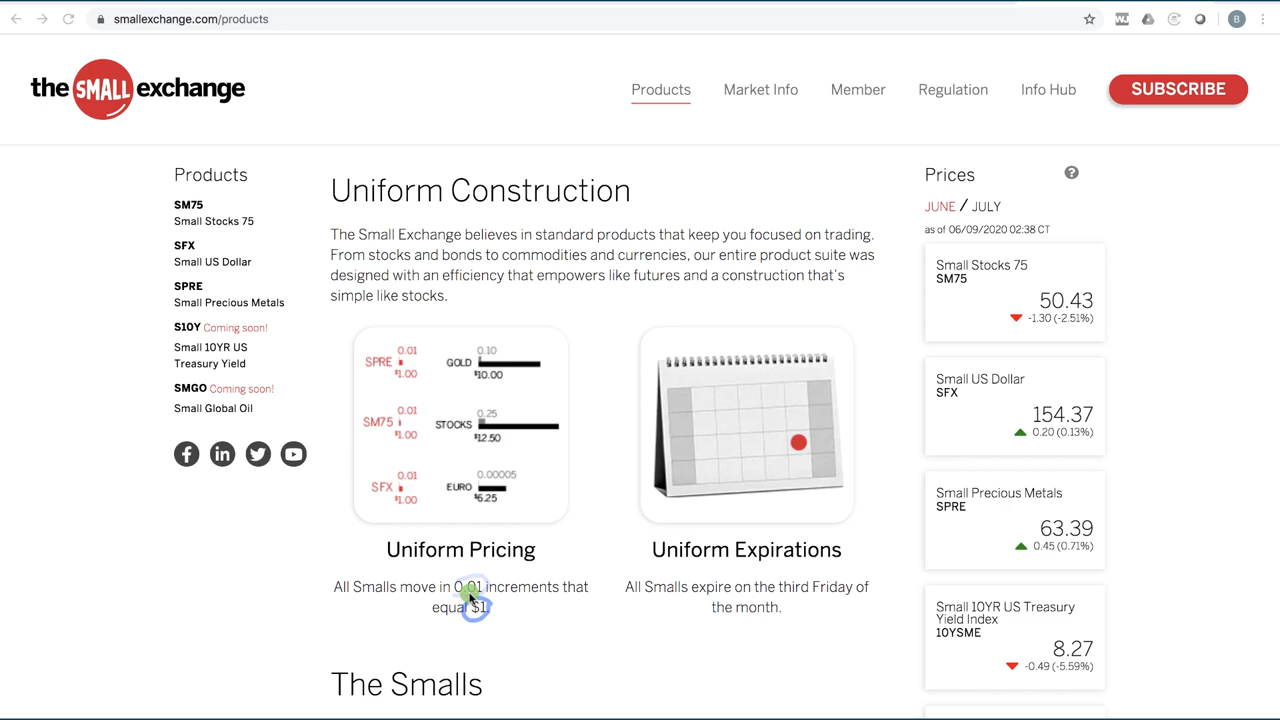 smallexchange.com/products
B
the SMALL exchange
Products
Market Info
Member
Regulation
Info Hub
SUBSCRIBE
Products
SM75
Small Stocks 75
SFX
Small US Dollar
SPRE
Small Precious Metals
S10Y Coming soon!
Small 10YR US
Treasury Yield
SMGO Coming soon!
Small Global Oil
Uniform Construction
The Small Exchange believes in standard products that keep you focused on trading.
From stocks and bonds to commodities and currencies, our entire product suite was
designed with an efficiency that empowers like futures and a construction that's
simple like stocks.
SPRE 0.01 $1.00 GOLD 0.10 $10.00
SM75 0.01 $1.00 STOCKS 0.25 $12.50
SFX 0.01 $1.00 EURO 0.00005 $6.25
Uniform Pricing
All Smalls move in 0.01 increments that
equal $1.
Uniform Expirations
All Smalls expire on the third Friday of
the month.
The Smalls
Prices
?
JUNE / JULY
as of 06/09/2020 02:38 CT
Small Stocks 75
SM75
50.43
-1.30 (-2.51%)
Small US Dollar
SFX
154.37
0.20 (0.13%)
Small Precious Metals
SPRE
63.39
0.45 (0.71%)
Small 10YR US Treasury
Yield Index
10YSME
8.27
-0.49 (-5.59%)